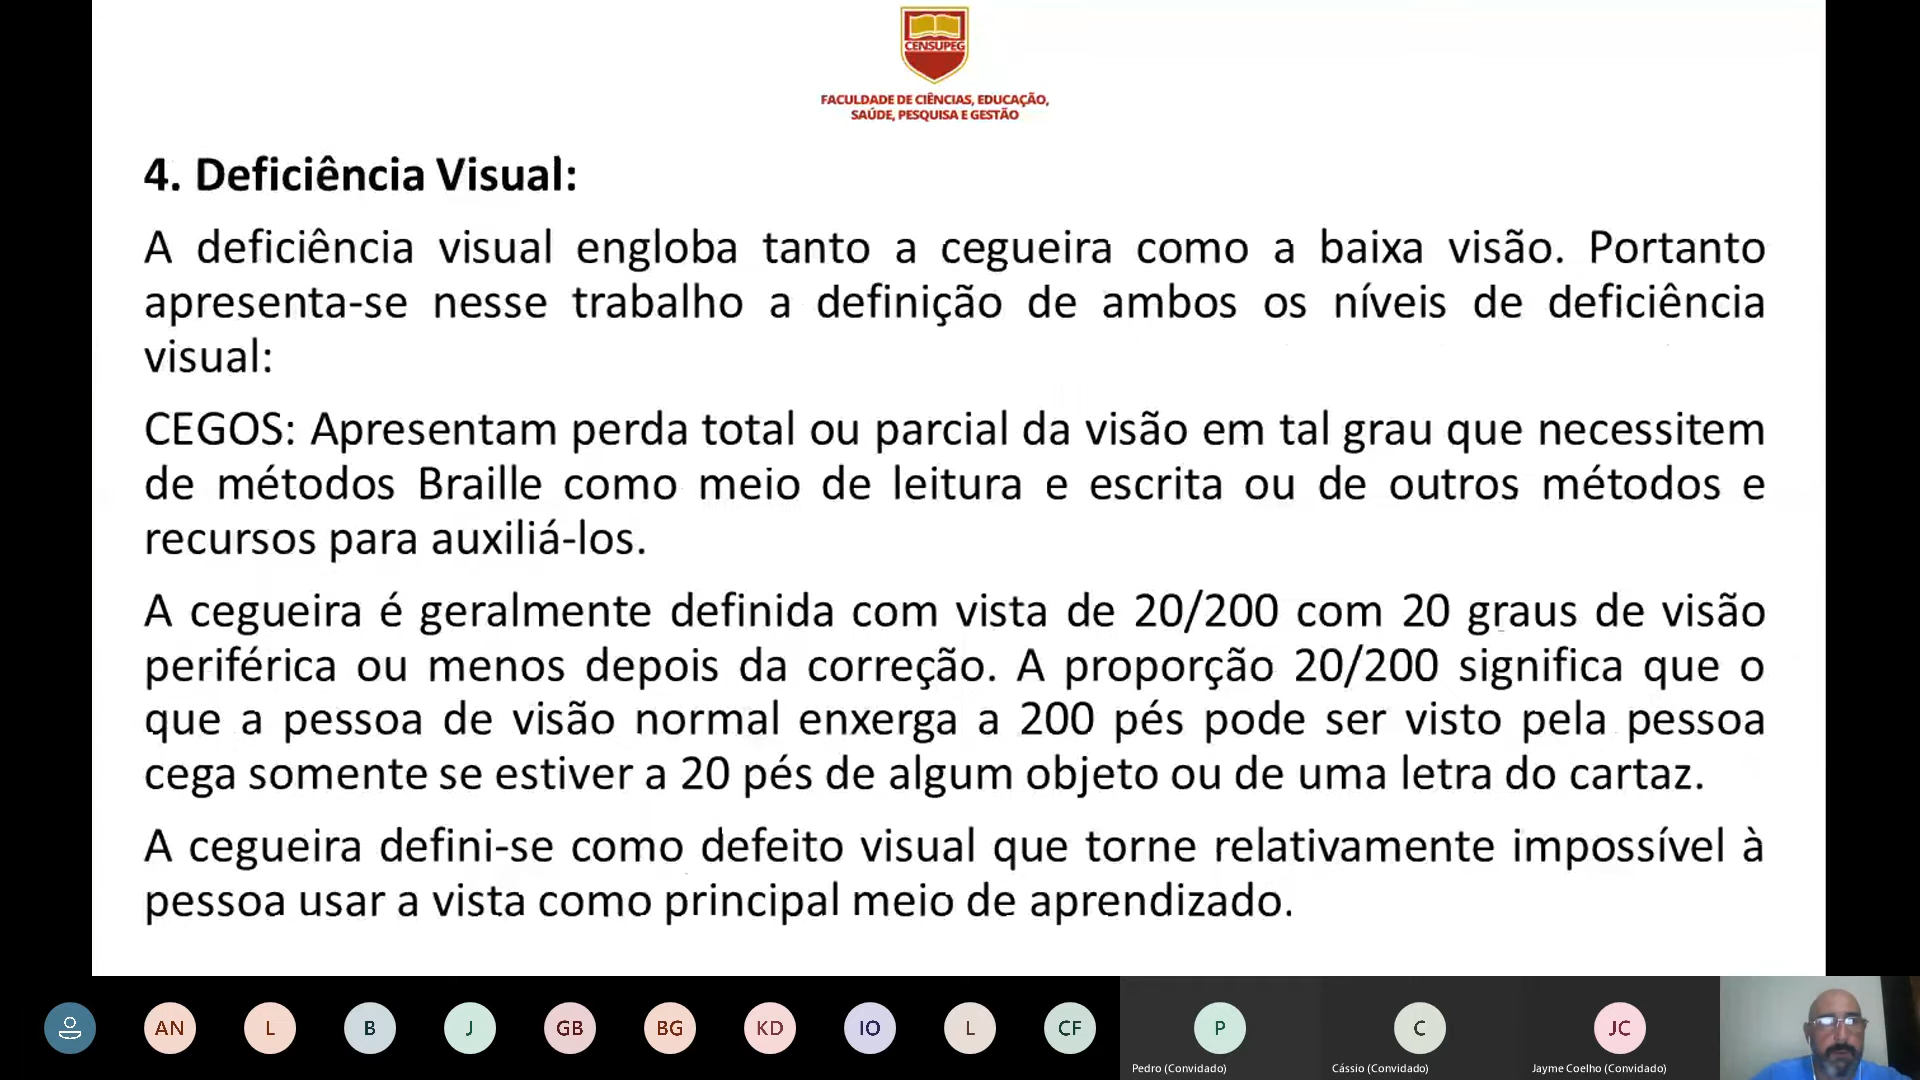 CENSUPEG
FACULDADE DE CIÊNCIAS, EDUCAÇÃO,
SAÚDE, PESQUISA E GESTÃO
4. Deficiência Visual:
A deficiência visual engloba tanto a cegueira como a baixa visão. Portanto
apresenta-se nesse trabalho a definição de ambos os níveis de deficiência
visual:
CEGOS: Apresentam perda total ou parcial da visão em tal grau que necessitem
de métodos Braille como meio de leitura e escrita ou de outros métodos e
recursos para auxiliá-los.
A cegueira é geralmente definida com vista de 20/200 com 20 graus de visão
periférica ou menos depois da correção. A proporção 20/200 significa que o
que a pessoa de visão normal enxerga a 200 pés pode ser visto pela pessoa
cega somente se estiver a 20 pés de algum objeto ou de uma letra do cartaz.
A cegueira defini-se como defeito visual que torne relativamente impossível à
pessoa usar a vista como principal meio de aprendizado.
AN L B J GB BG KD IO L CF P C JC
Pedro (Convidado) Cássio (Convidado) Jayme Coelho (Convidado)